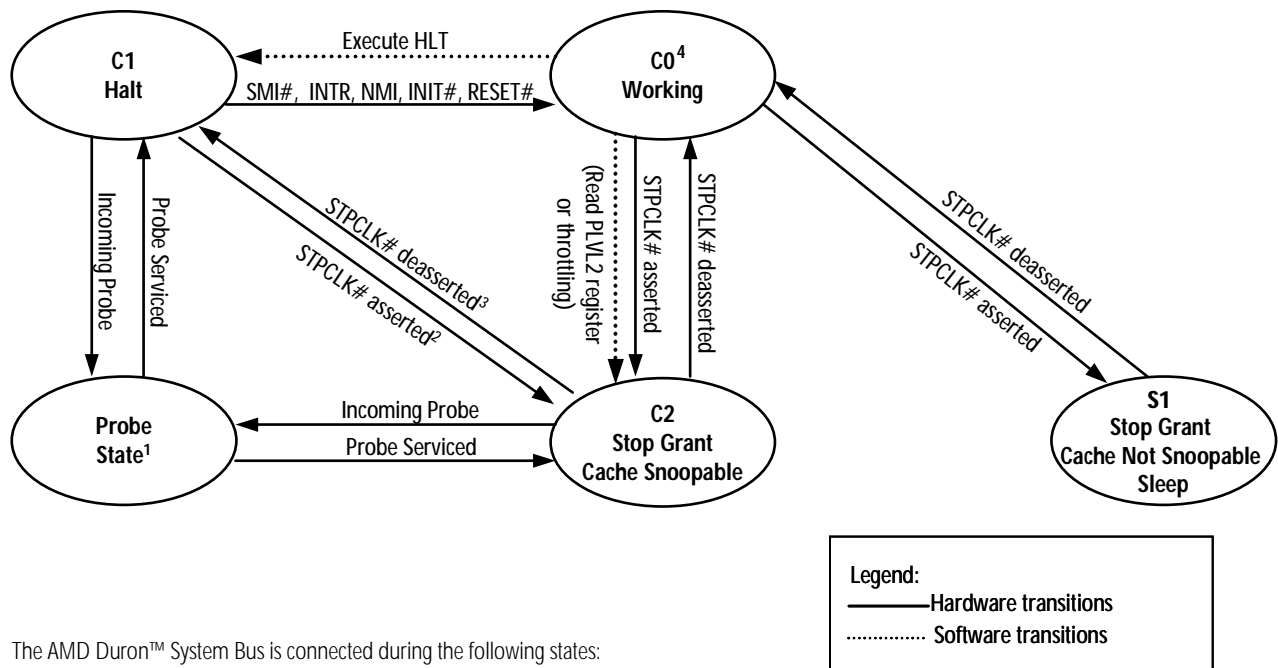 Execute HLT
C1
Halt
C0⁴
Working
SMI#, INTR, NMI, INIT#, RESET#
Incoming Probe
Probe Serviced
STPCLK# deasserted³
STPCLK# asserted²
(Read PLVL2 register
or throttling)
STPCLK# asserted
STPCLK# deasserted
STPCLK# deasserted
STPCLK# asserted
Probe
State¹
Incoming Probe
Probe Serviced
C2
Stop Grant
Cache Snoopable
S1
Stop Grant
Cache Not Snoopable
Sleep
Legend:
Hardware transitions
Software transitions
The AMD Duron™ System Bus is connected during the following states: